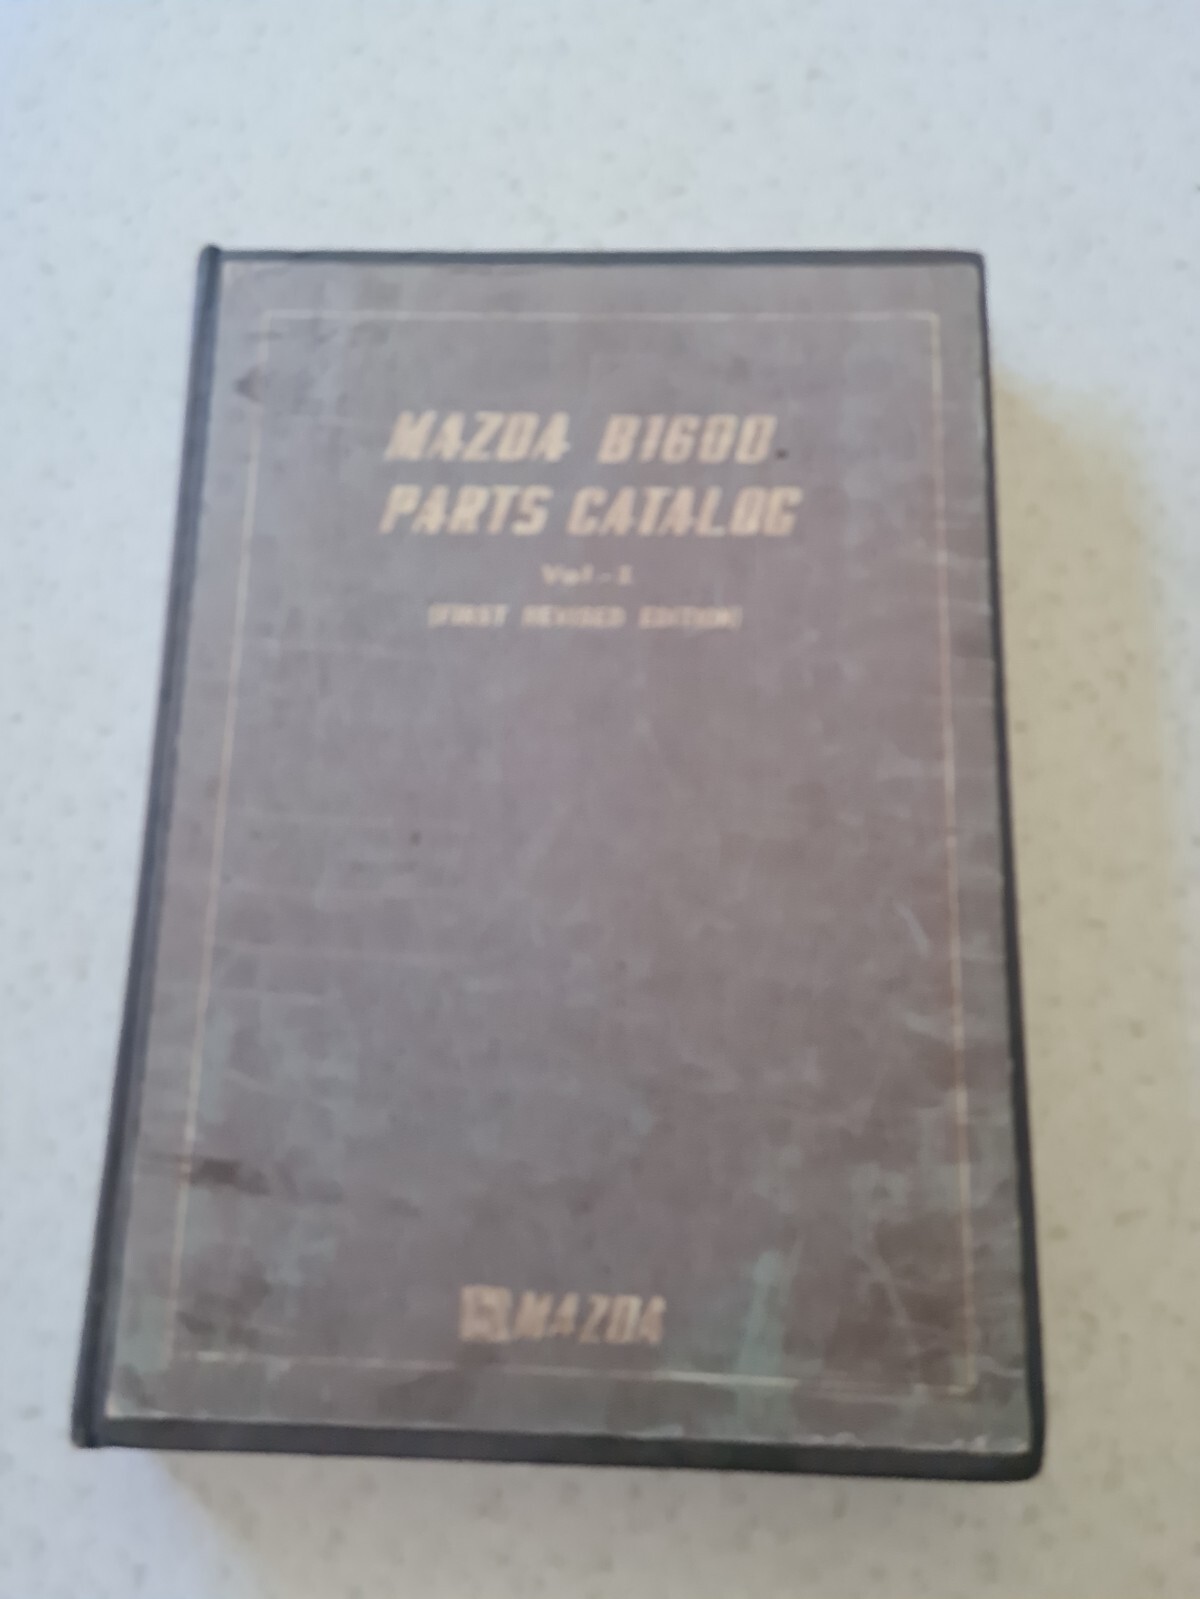 MAZDA B1600
PARTS CATALOG
Vol-1
(FIRST REVISED EDITION)
MAZDA